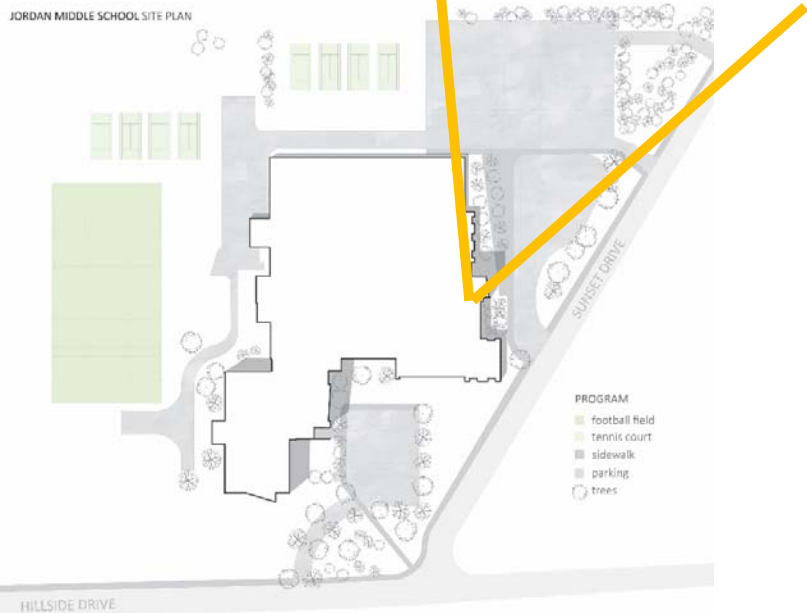 JORDAN MIDDLE SCHOOL SITE PLAN
SUNSET DRIVE
PROGRAM
football field
tennis court
sidewalk
parking
trees
HILLSIDE DRIVE